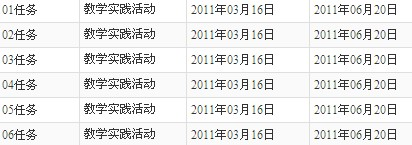 01任务 教学实践活动 2011年03月16日 2011年06月20日
02任务 教学实践活动 2011年03月16日 2011年06月20日
03任务 教学实践活动 2011年03月16日 2011年06月20日
04任务 教学实践活动 2011年03月16日 2011年06月20日
05任务 教学实践活动 2011年03月16日 2011年06月20日
06任务 教学实践活动 2011年03月16日 2011年06月20日